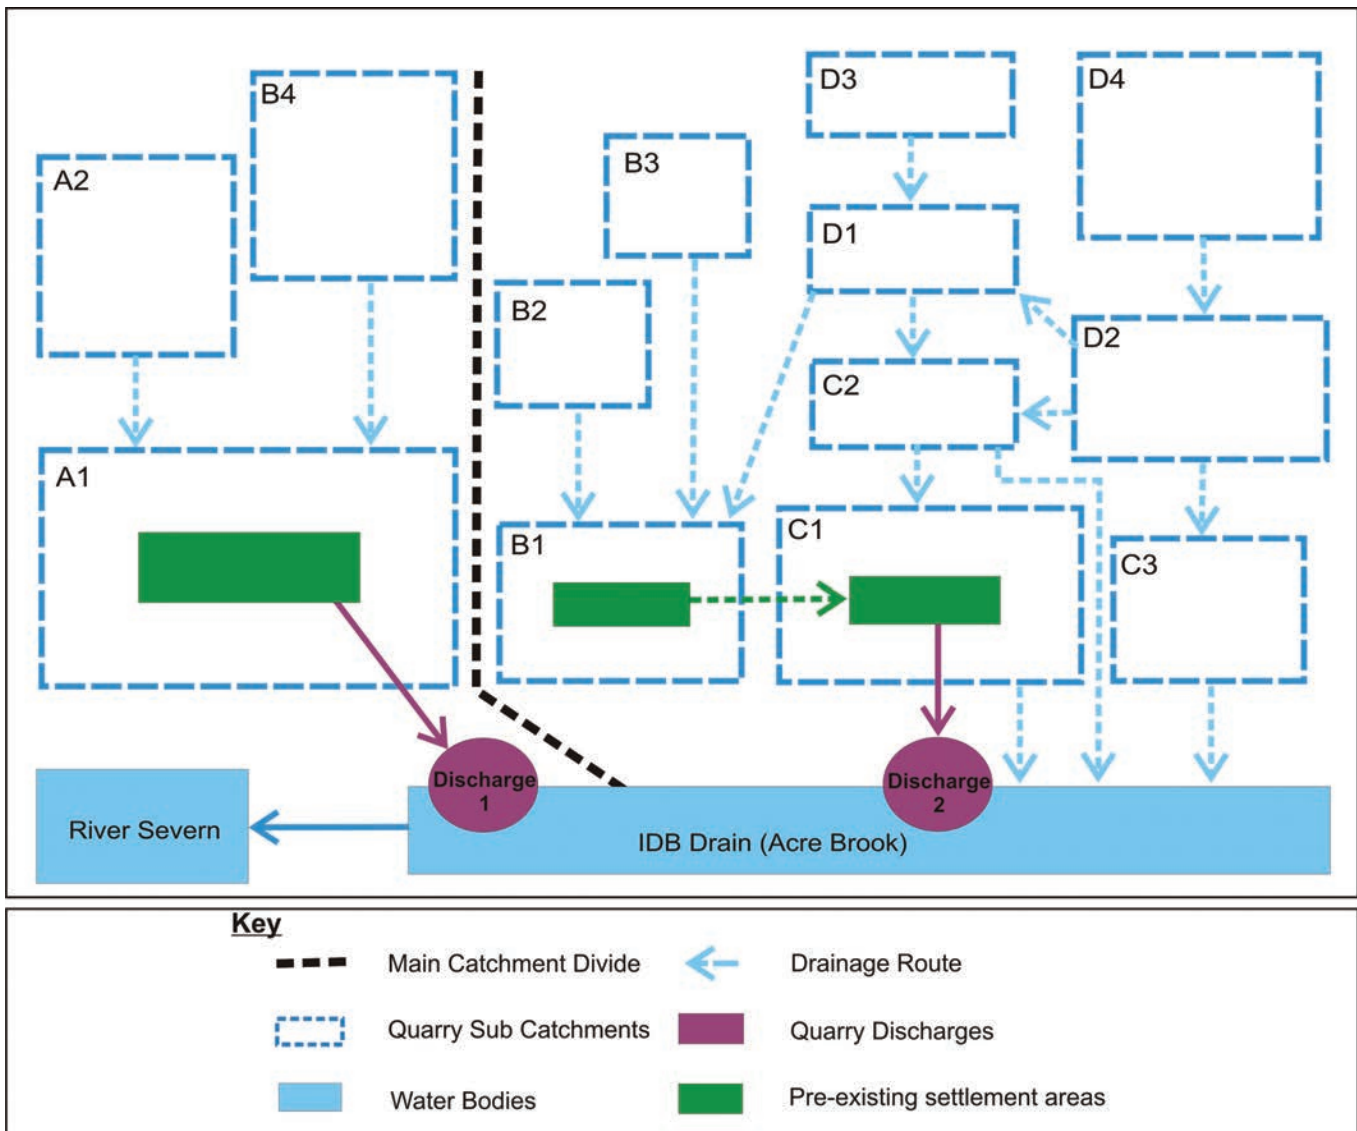 D3
D4
B4
B3
A2
D1
B2
D2
C2
A1
B1
C1
C3
Discharge
1
Discharge
2
River Severn
IDB Drain (Acre Brook)
Key
Main Catchment Divide
Drainage Route
Quarry Sub Catchments
Quarry Discharges
Water Bodies
Pre-existing settlement areas